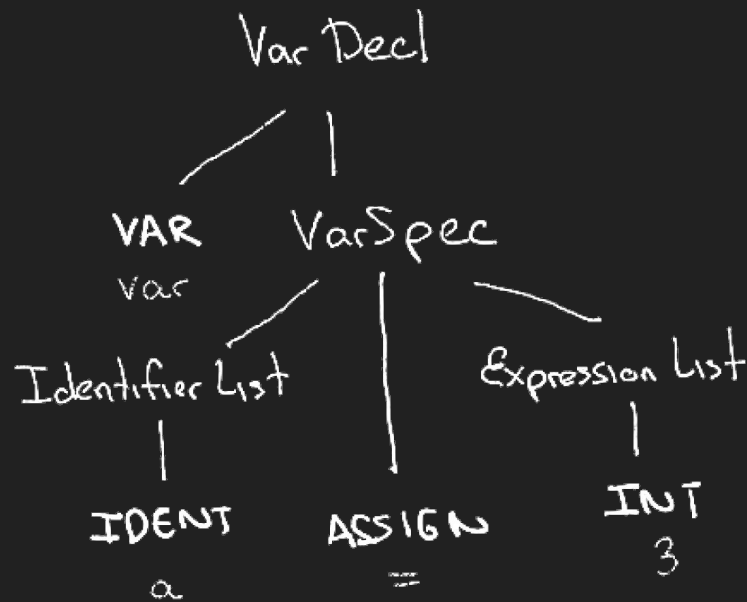 Var Decl
VAR VarSpec
var
Identifier List Expression List
IDENT ASSIGN INT
a = 3